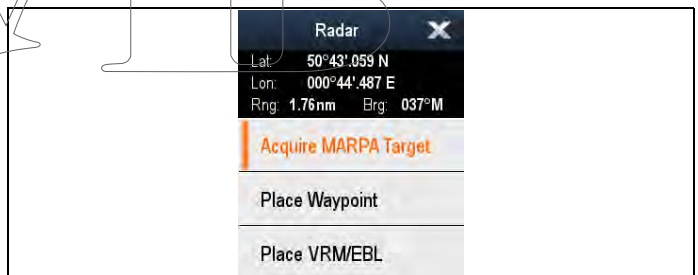 Radar
Lat: 50°43'.059 N
Lon: 000°44'.487 E
Rng: 1.76nm Brg: 037°M
Acquire MARPA Target
Place Waypoint
Place VRM/EBL